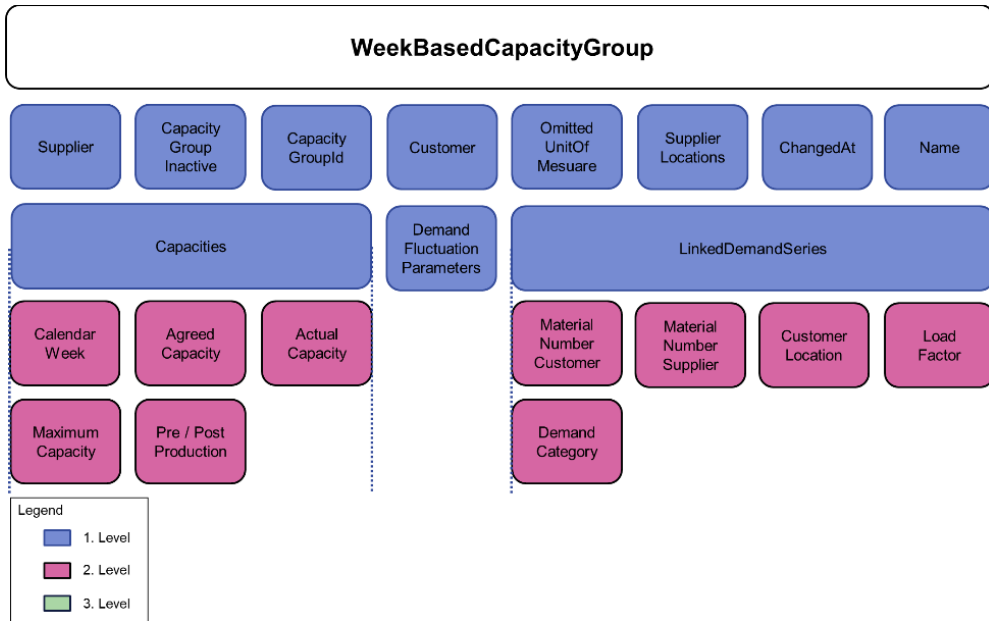 WeekBasedCapacityGroup
Supplier
Capacity
Group
Inactive
Capacity
GroupId
Customer
Omitted
UnitOf
Mesuare
Supplier
Locations
ChangedAt
Name
Capacities
Demand
Fluctuation
Parameters
LinkedDemandSeries
Calendar
Week
Agreed
Capacity
Actual
Capacity
Material
Number
Customer
Material
Number
Supplier
Customer
Location
Load
Factor
Maximum
Capacity
Pre / Post
Production
Demand
Category
Legend
1. Level
2. Level
3. Level